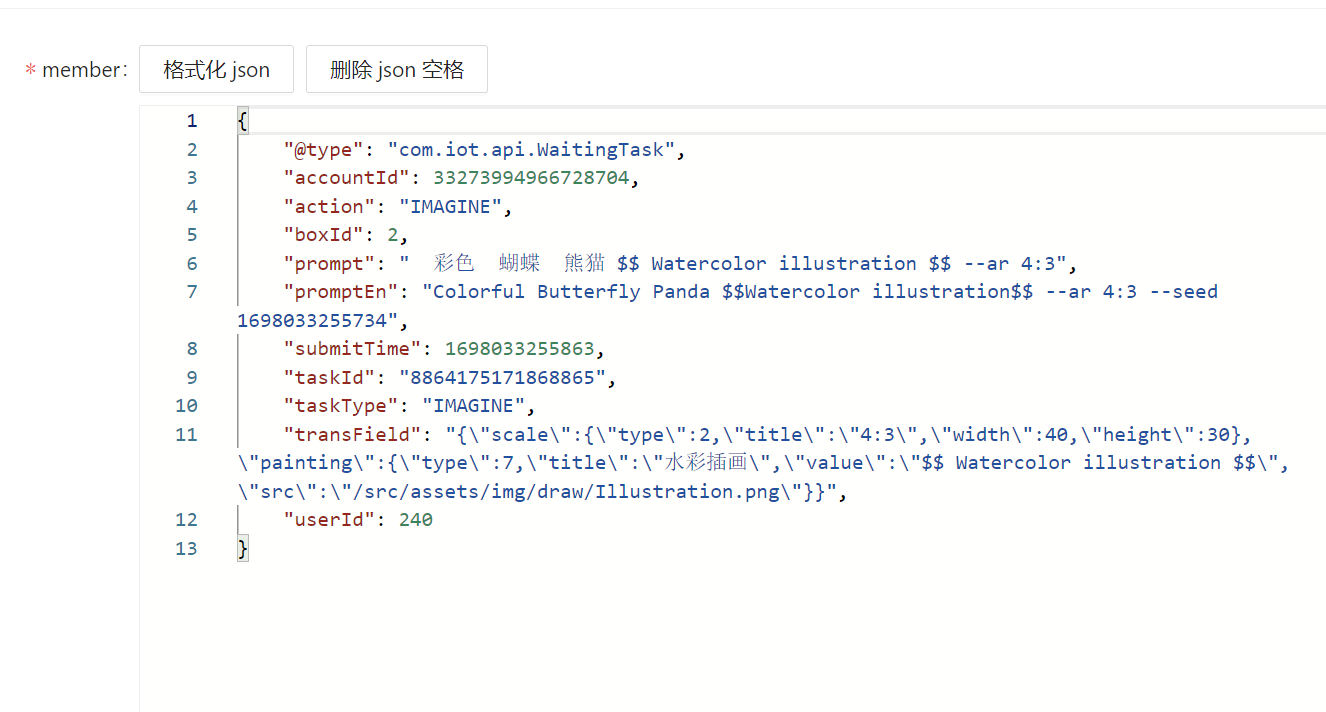 * member:
格式化 json
删除 json 空格
1 {
2 "@type": "com.iot.api.WaitingTask",
3 "accountId": 33273994966728704,
4 "action": "IMAGINE",
5 "boxId": 2,
6 "prompt": "  彩色  蝴蝶  熊猫 $$ Watercolor illustration $$ --ar 4:3",
7 "promptEn": "Colorful Butterfly Panda $$Watercolor illustration$$ --ar 4:3 --seed
1698033255734",
8 "submitTime": 1698033255863,
9 "taskId": "8864175171868865",
10 "taskType": "IMAGINE",
11 "transField": "{\"scale\":{\"type\":2,\"title\":\"4:3\",\"width\":40,\"height\":30},
\"painting\":{\"type\":7,\"title\":\"水彩插画\",\"value\":\"$$ Watercolor illustration $$\",
\"src\":\"/src/assets/img/draw/Illustration.png\"}}",
12 "userId": 240
13 }